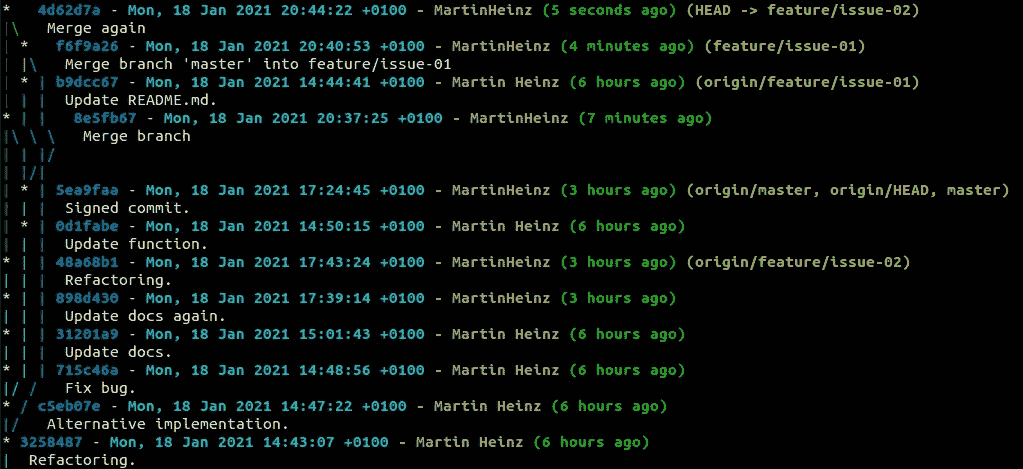 * 4d62d7a - Mon, 18 Jan 2021 20:44:22 +0100 - MartinHeinz (5 seconds ago) (HEAD -> feature/issue-02)
|\ Merge again
| * f6f9a26 - Mon, 18 Jan 2021 20:40:53 +0100 - MartinHeinz (4 minutes ago) (feature/issue-01)
| |\ Merge branch 'master' into feature/issue-01
| * | b9dcc67 - Mon, 18 Jan 2021 14:44:41 +0100 - MartinHeinz (6 hours ago) (origin/feature/issue-01)
| | | Update README.md.
* | | 8e5fb67 - Mon, 18 Jan 2021 20:37:25 +0100 - MartinHeinz (7 minutes ago)
|\ \ \ Merge branch
| | |/
| |/|
| * | 5ea9faa - Mon, 18 Jan 2021 17:24:45 +0100 - MartinHeinz (3 hours ago) (origin/master, origin/HEAD, master)
| | | Signed commit.
| * | 0d1fabe - Mon, 18 Jan 2021 14:50:15 +0100 - Martin Heinz (6 hours ago)
| | | Update function.
* | | 48a68b1 - Mon, 18 Jan 2021 17:43:24 +0100 - MartinHeinz (3 hours ago) (origin/feature/issue-02)
| | | Refactoring.
* | | 898d430 - Mon, 18 Jan 2021 17:39:14 +0100 - MartinHeinz (3 hours ago)
| | | Update docs again.
* | | 31201a9 - Mon, 18 Jan 2021 15:01:43 +0100 - Martin Heinz (6 hours ago)
| | | Update docs.
* | | 715c46a - Mon, 18 Jan 2021 14:48:56 +0100 - Martin Heinz (6 hours ago)
|/ / Fix bug.
* / c5eb07e - Mon, 18 Jan 2021 14:47:22 +0100 - Martin Heinz (6 hours ago)
|/ Alternative implementation.
* 3258487 - Mon, 18 Jan 2021 14:43:07 +0100 - Martin Heinz (6 hours ago)
| Refactoring.